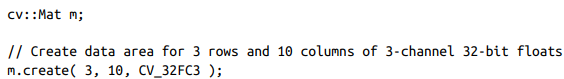 cv::Mat m;
// Create data area for 3 rows and 10 columns of 3-channel 32-bit floats
m.create( 3, 10, CV_32FC3 );